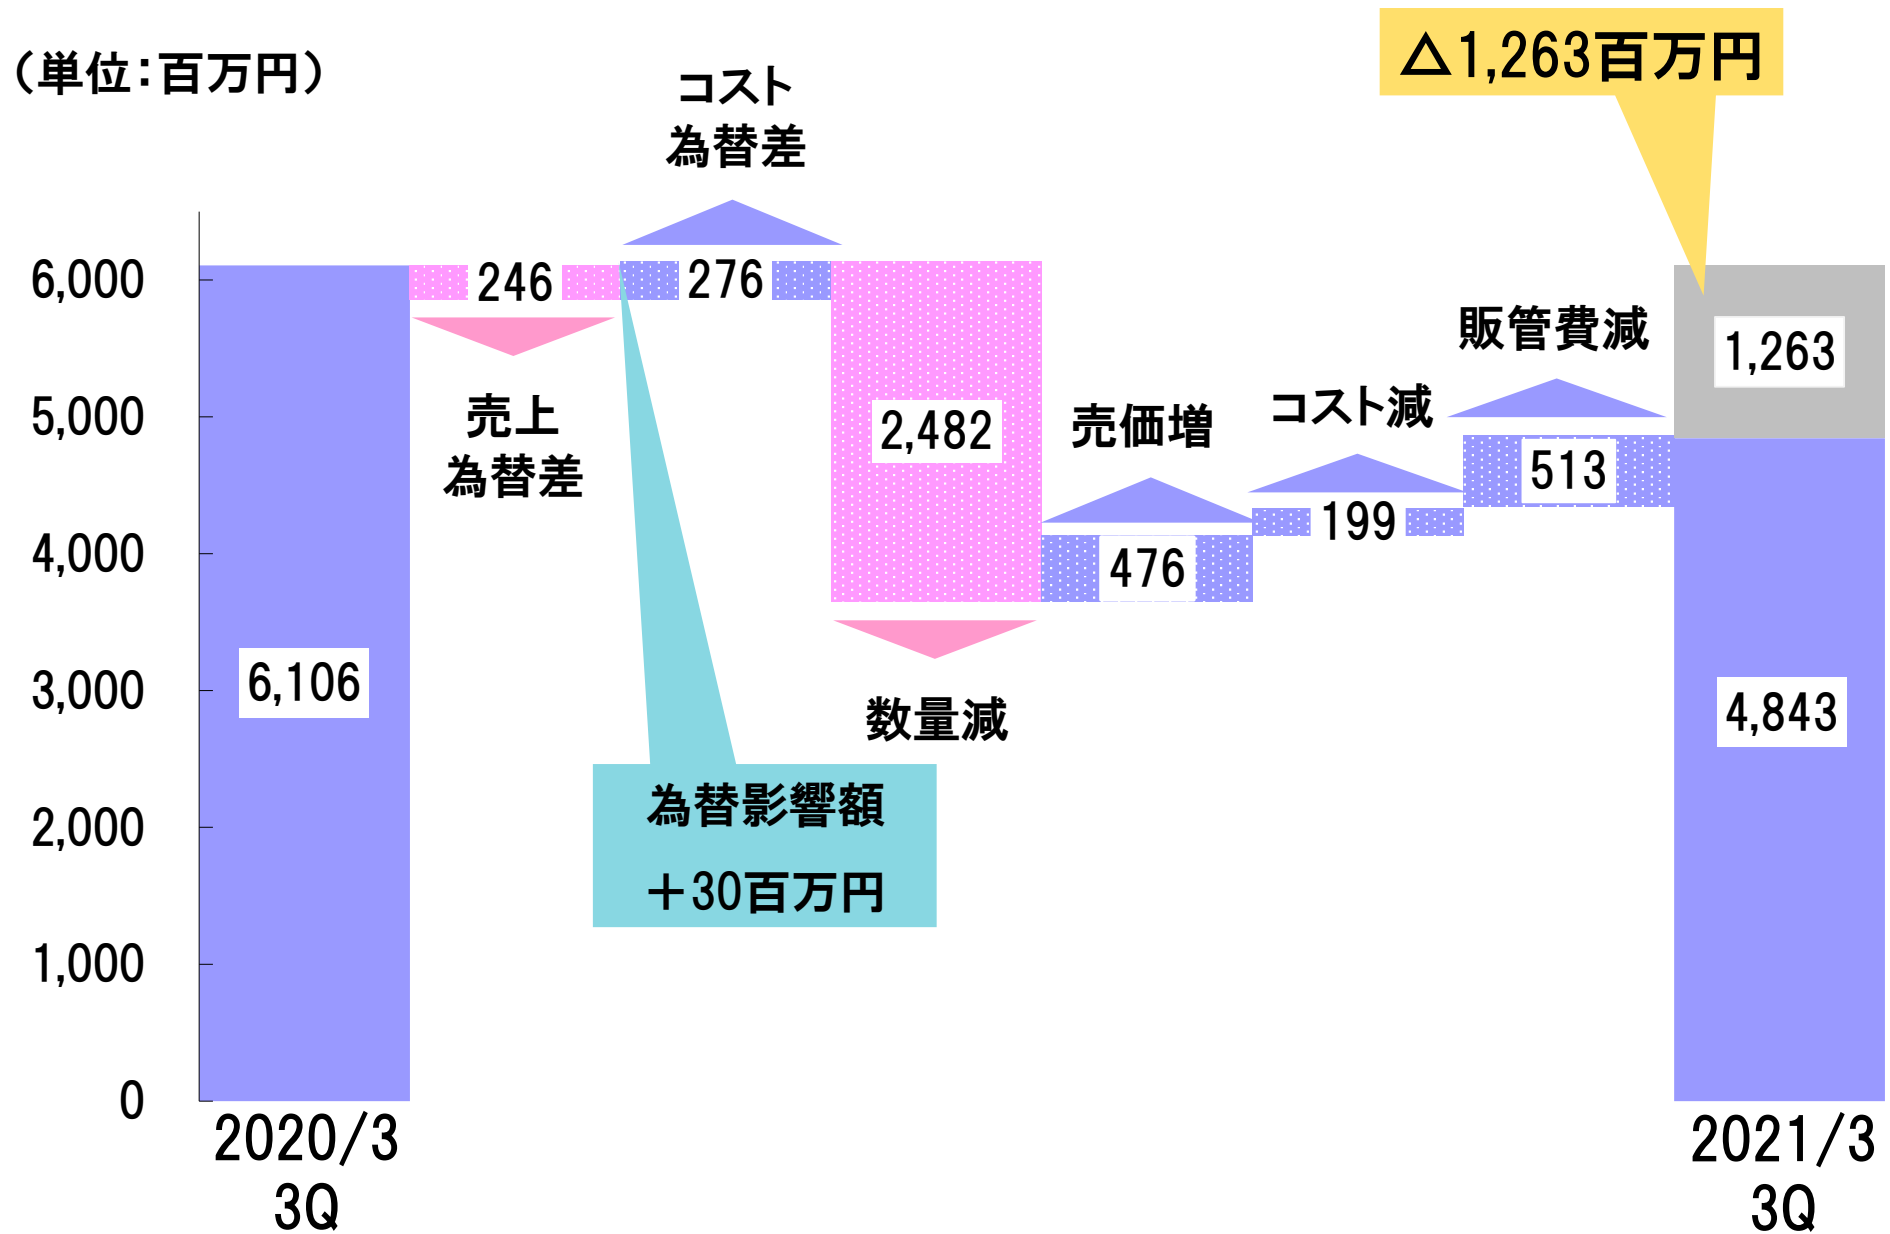 （単位：百万円）
△1,263百万円
コスト
為替差
6,000
5,000
4,000
3,000
2,000
1,000
0
246
276
売上
為替差
2,482
売価増
476
コスト減
199
販管費減
513
1,263
6,106
数量減
4,843
為替影響額
＋30百万円
2020/3
3Q
2021/3
3Q